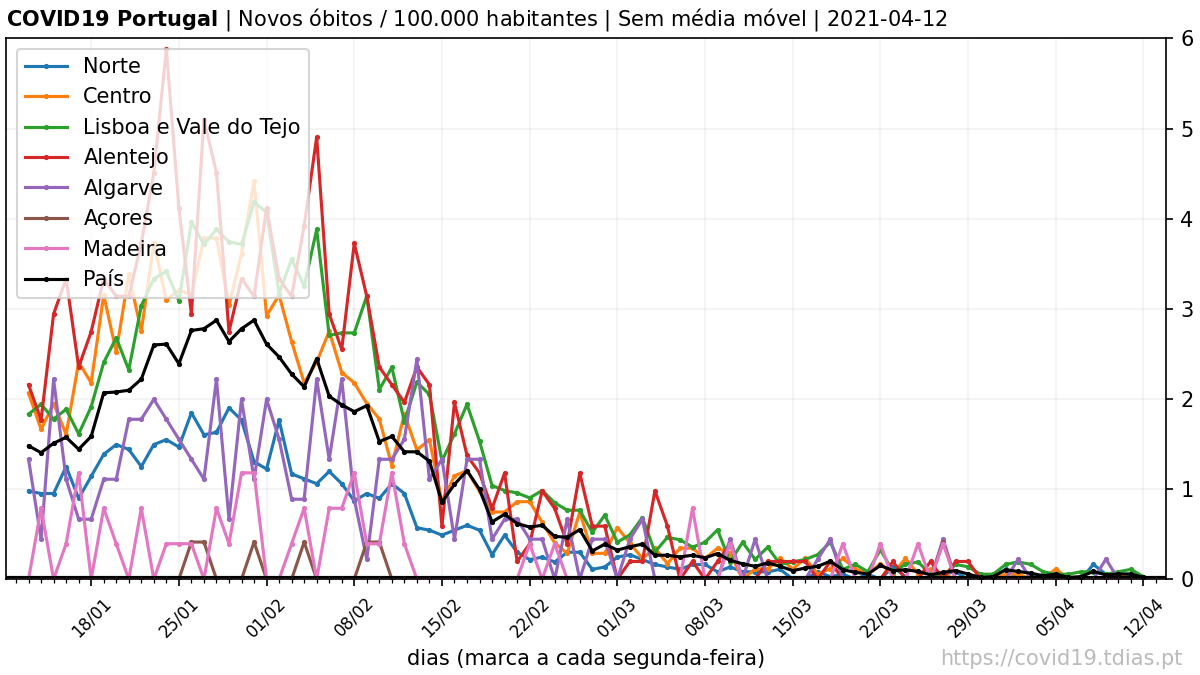 COVID19 Portugal | Novos óbitos / 100.000 habitantes | Sem média móvel | 2021-04-12
Norte
Centro
Lisboa e Vale do Tejo
Alentejo
Algarve
Açores
Madeira
País
6
5
4
3
2
1
0
18/01
25/01
01/02
08/02
15/02
22/02
01/03
08/03
15/03
22/03
29/03
05/04
12/04
dias (marca a cada segunda-feira)
https://covid19.tdias.pt